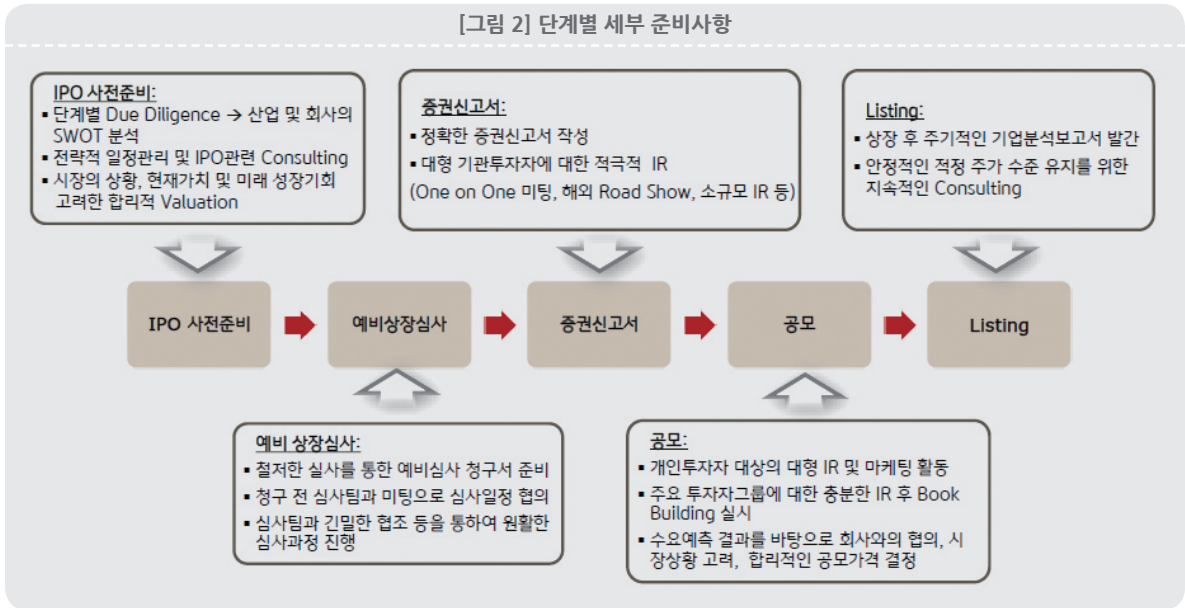 [그림 2] 단계별 세부 준비사항
IPO 사전준비:
▪ 단계별 Due Diligence → 산업 및 회사의
SWOT 분석
▪ 전략적 일정관리 및 IPO관련 Consulting
▪ 시장의 상황, 현재가치 및 미래 성장기회
고려한 합리적 Valuation
증권신고서:
▪ 정확한 증권신고서 작성
▪ 대형 기관투자자에 대한 적극적 IR
(One on One 미팅, 해외 Road Show, 소규모 IR 등)
Listing:
▪ 상장 후 주기적인 기업분석보고서 발간
▪ 안정적인 적정 주가 수준 유지를 위한
지속적인 Consulting
IPO 사전준비
예비상장심사
증권신고서
공모
Listing
예비 상장심사:
▪ 철저한 실사를 통한 예비심사 청구서 준비
▪ 청구 전 심사팀과 미팅으로 심사일정 협의
▪ 심사팀과 긴밀한 협조 등을 통하여 원활한
심사과정 진행
공모:
▪ 개인투자자 대상의 대형 IR 및 마케팅 활동
▪ 주요 투자자그룹에 대한 충분한 IR 후 Book
Building 실시
▪ 수요예측 결과를 바탕으로 회사와의 협의, 시
장상황 고려, 합리적인 공모가격 결정